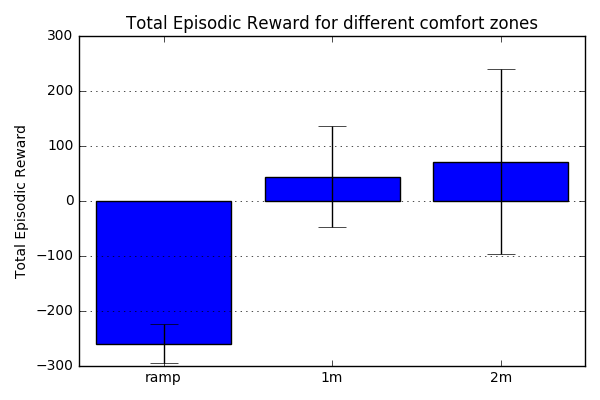 Total Episodic Reward for different comfort zones
300
200
100
0
−100
−200
−300
Total Episodic Reward
ramp
1m
2m